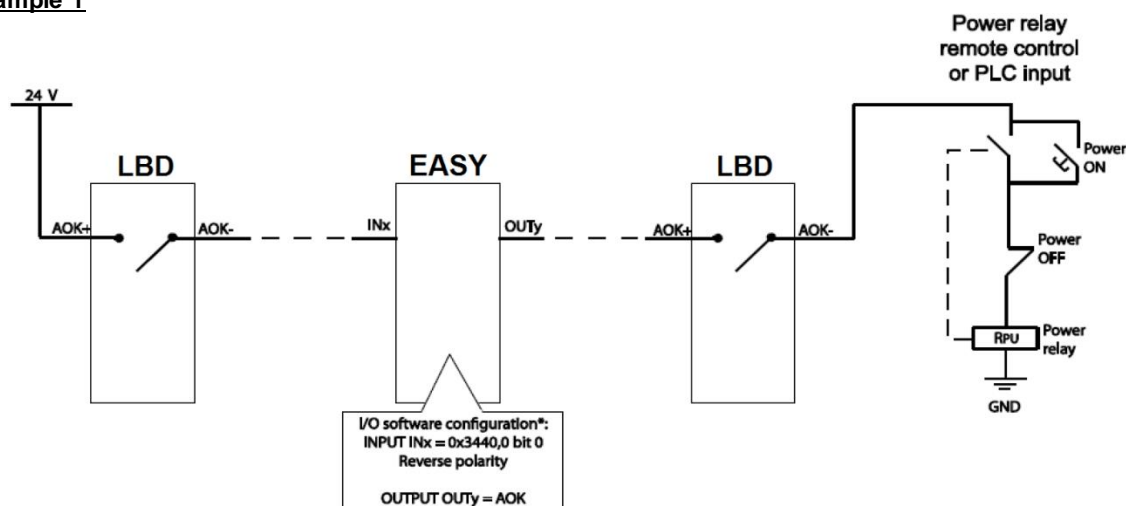 ample 1
Power relay
remote control
or PLC input
24 V
LBD
EASY
LBD
AOK+
AOK-
INx
OUTy
AOK+
AOK-
Power
ON
Power
OFF
RPU
Power
relay
GND
I/O software configuration*:
INPUT INx = 0x3440,0 bit 0
Reverse polarity
OUTPUT OUTy = AOK